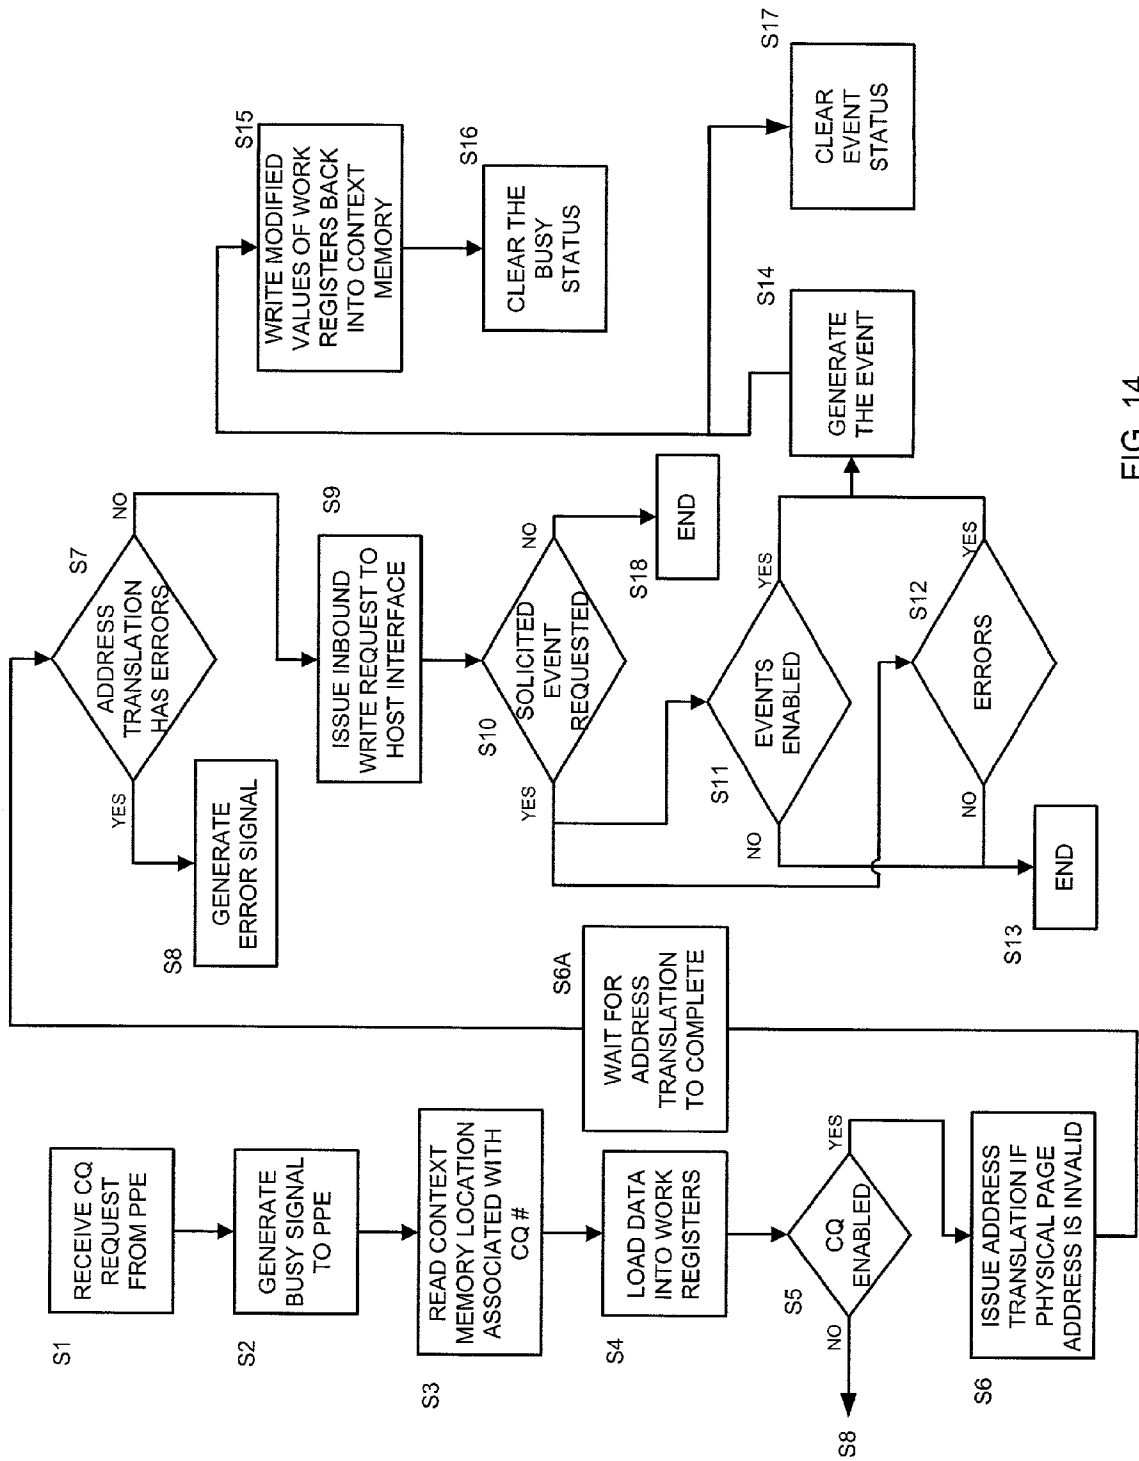 S1
RECEIVE CQ
REQUEST
FROM PPE
S2
GENERATE
BUSY SIGNAL
TO PPE
S3
READ CONTEXT
MEMORY LOCATION
ASSOCIATED WITH
CQ #
S4
LOAD DATA
INTO WORK
REGISTERS
S5
CQ
ENABLED
NO
YES
S8
S6
ISSUE ADDRESS
TRANSLATION IF
PHYSICAL PAGE
ADDRESS IS INVALID
S6A
WAIT FOR
ADDRESS
TRANSLATION
TO COMPLETE
S7
ADDRESS
TRANSLATION
HAS ERRORS
YES
NO
S8
GENERATE
ERROR SIGNAL
S9
ISSUE INBOUND
WRITE REQUEST TO
HOST INTERFACE
S10
SOLICITED
EVENT
REQUESTED
YES
NO
S18
END
S11
EVENTS
ENABLED
NO
YES
S12
ERRORS
NO
YES
S13
END
S14
GENERATE
THE EVENT
S15
WRITE MODIFIED
VALUES OF WORK
REGISTERS BACK
INTO CONTEXT
MEMORY
S16
CLEAR THE
BUSY
STATUS
S17
CLEAR
EVENT
STATUS
FIG. 14